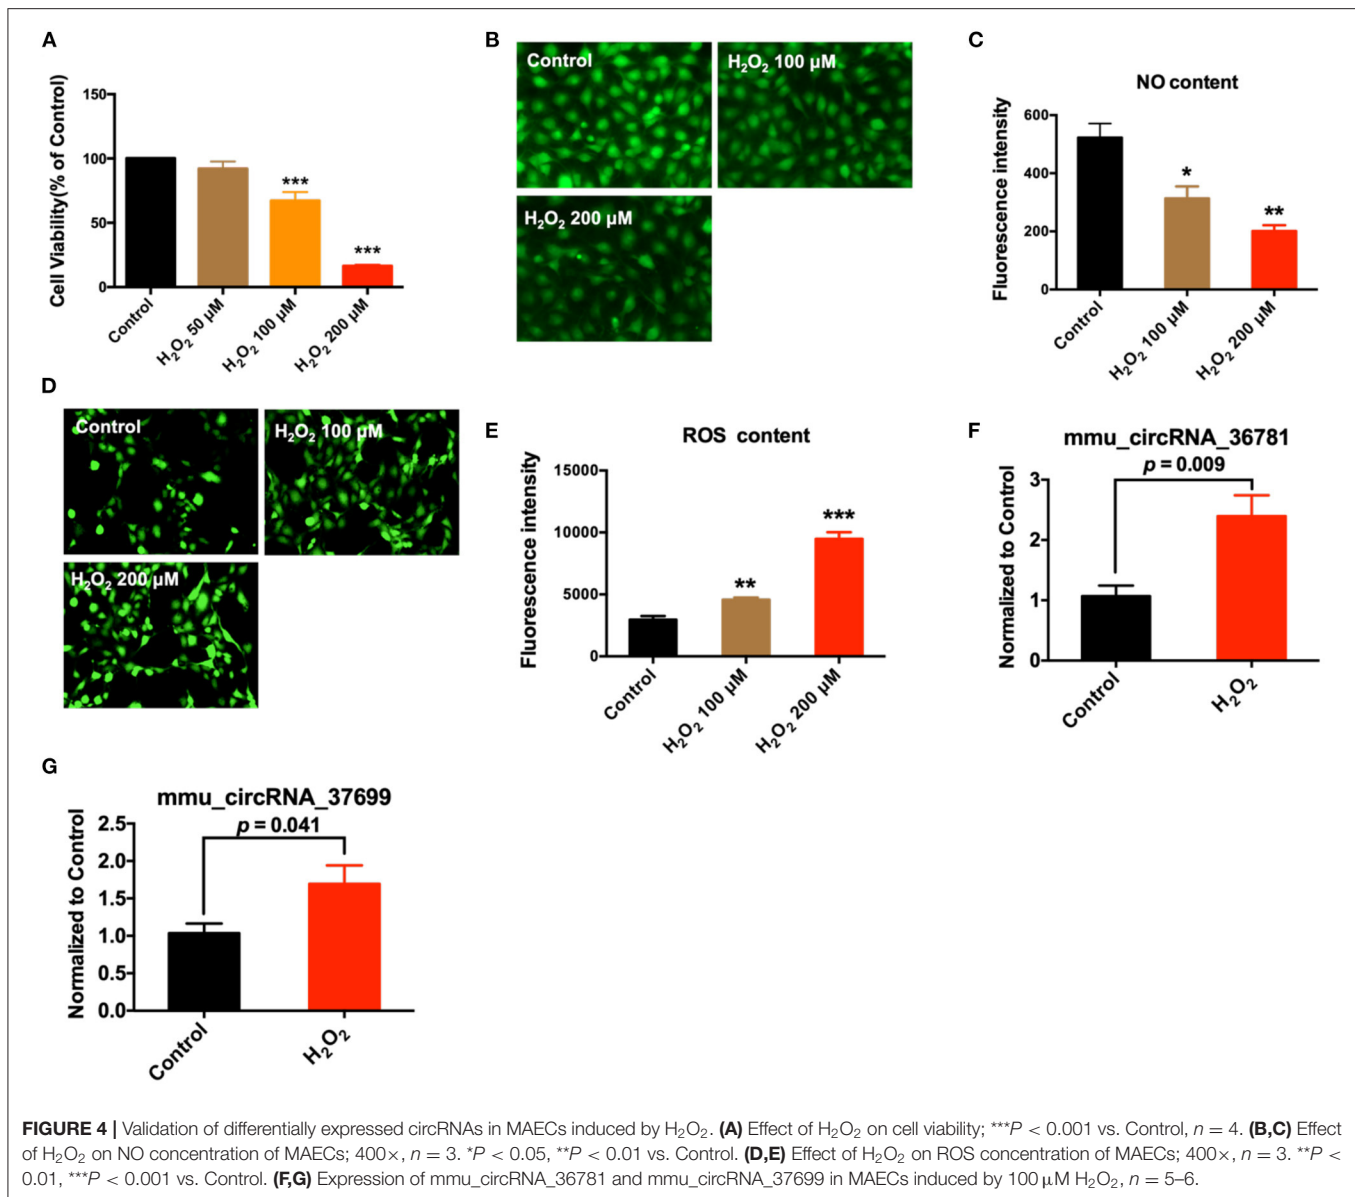 A
Cell Viability(% of Control)
150
100
50
0
***
***
Control
H₂O₂ 50 μM
H₂O₂ 100 μM
H₂O₂ 200 μM
B
Control
H₂O₂ 100 μM
H₂O₂ 200 μM
C
NO content
Fluorescence intensity
600
400
200
0
*
**
Control
H₂O₂ 100 μM
H₂O₂ 200 μM
D
Control
H₂O₂ 100 μM
H₂O₂ 200 μM
E
ROS content
Fluorescence intensity
15000
10000
5000
0
**
***
Control
H₂O₂ 100 μM
H₂O₂ 200 μM
F
mmu_circRNA_36781
p = 0.009
Normalized to Control
3
2
1
0
Control
H₂O₂
G
mmu_circRNA_37699
p = 0.041
Normalized to Control
2.5
2.0
1.5
1.0
0.5
0.0
Control
H₂O₂
FIGURE 4 | Validation of differentially expressed circRNAs in MAECs induced by H₂O₂. (A) Effect of H₂O₂ on cell viability; ***P < 0.001 vs. Control, n = 4. (B,C) Effect
of H₂O₂ on NO concentration of MAECs; 400×, n = 3. *P < 0.05, **P < 0.01 vs. Control. (D,E) Effect of H₂O₂ on ROS concentration of MAECs; 400×, n = 3. **P <
0.01, ***P < 0.001 vs. Control. (F,G) Expression of mmu_circRNA_36781 and mmu_circRNA_37699 in MAECs induced by 100 μM H₂O₂, n = 5–6.